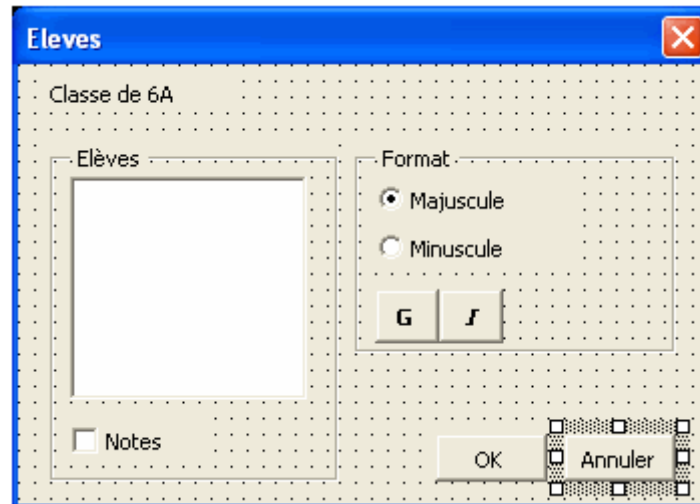 Eleves
Classe de 6A
Elèves
Notes
Format
Majuscule
Minuscule
G I
OK Annuler